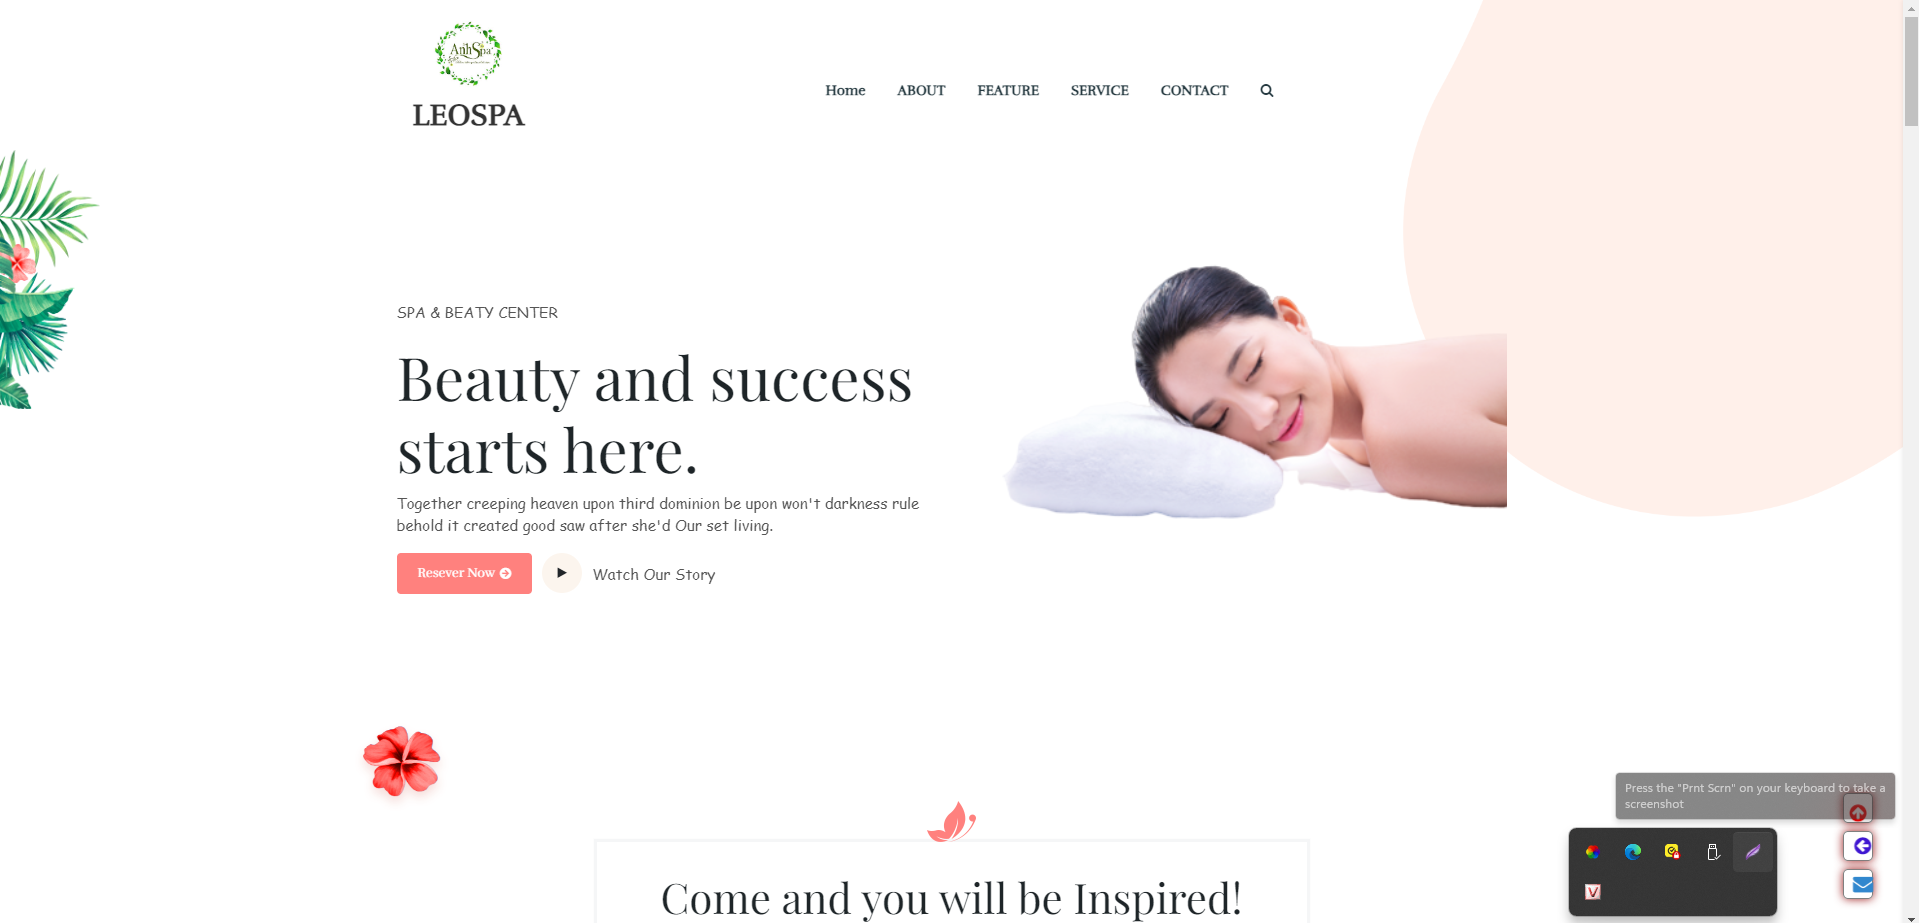 AnhSpa
LEOSPA
Home ABOUT FEATURE SERVICE CONTACT
SPA & BEATY CENTER
Beauty and success
starts here.
Together creeping heaven upon third dominion be upon won't darkness rule
behold it created good saw after she'd Our set living.
Resever Now
Watch Our Story
Press the "Prnt Scrn" on your keyboard to take a
screenshot
V
Come and you will be Inspired!